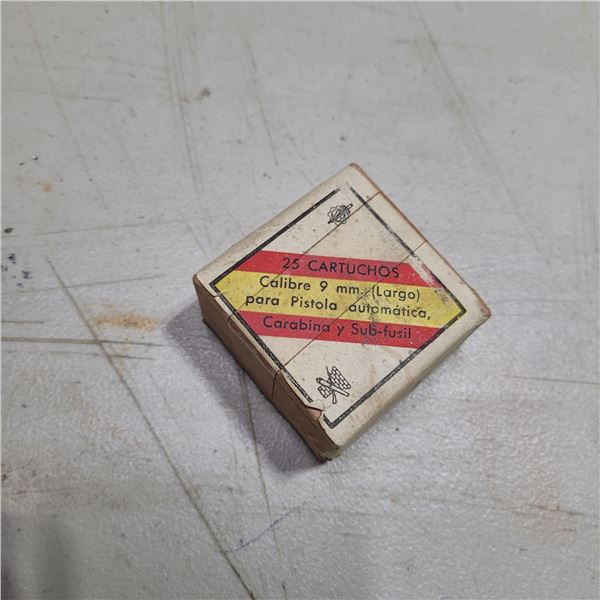 25 CARTUCHOS
Calibre 9 mm. (Largo)
para Pistola automática,
Carabina y Sub-fusil